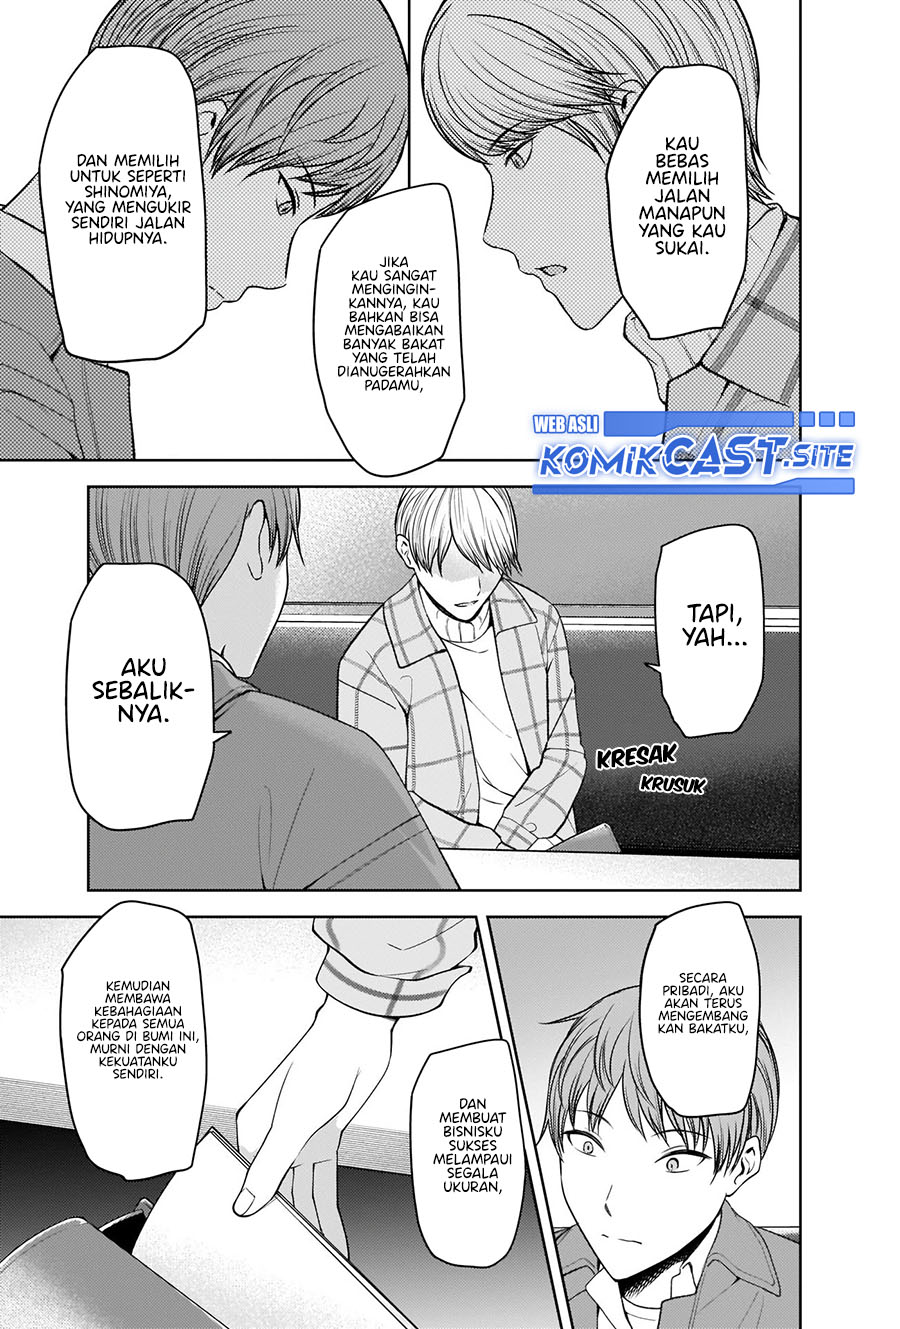 KAU
BEBAS
MEMILIH
JALAN
MANAPUN
YANG KAU
SUKAI.
JIKA
KAU SANGAT
MENGINGIN-
KANNYA, KAU
BAHKAN BISA
MENGABAIKAN
BANYAK BAKAT
YANG TELAH
DIANUGERAHKAN
PADAMU,
DAN MEMILIH
UNTUK SEPERTI
SHINOMIYA,
YANG MENGUKIR
SENDIRI JALAN
HIDUPNYA.
WEB ASLI
KOMIKCAST.SITE
TAPI,
YAH...
KRESAK
KRUSUK
AKU
SEBALIK-
NYA.
SECARA
PRIBADI, AKU
AKAN TERUS
MENGEMBANG
KAN BAKATKU,
DAN
MEMBUAT
BISNISKU
SUKSES
MELAMPAUI
SEGALA
UKURAN,
KEMUDIAN
MEMBAWA
KEBAHAGIAAN
KEPADA SEMUA
ORANG DI BUMI INI,
MURNI DENGAN
KEKUATANKU
SENDIRI.